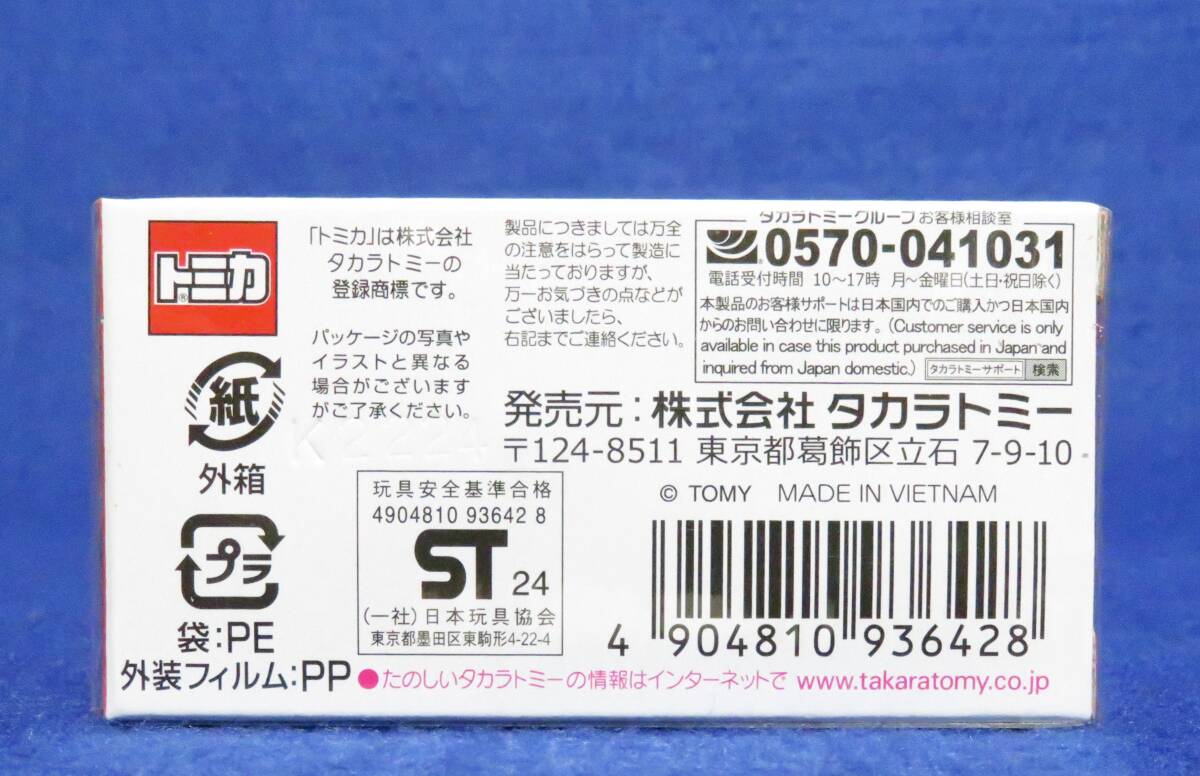 トミカ®
「トミカ」は株式会社
タカラトミーの
登録商標です。
パッケージの写真や
イラストと異なる
場合がございます
がご了承ください。
製品につきましては万全
の注意をはらって製造に
当たっておりますが、
万一お気づきの点などが
ございましたら、
右記までご連絡ください。
タカラトミーグループ お客様相談室
0570-041031
電話受付時間 10〜17時 月〜金曜日(土日・祝日除く)
本製品のお客様サポートは日本国内でのご購入かつ日本国内
からのお問い合わせに限ります。(Customer service is only
available in case this product purchased in Japan and
inquired from Japan domestic.) タカラトミーサポート 検索
発売元：株式会社 タカラトミー
〒124-8511 東京都葛飾区立石 7-9-10
© TOMY MADE IN VIETNAM
紙
外箱
プラ
袋:PE
外装フィルム:PP
玩具安全基準合格
4904810 93642 8
ST 24
(一社)日本玩具協会
東京都墨田区東駒形4-22-4
4 904810 936428
●たのしいタカラトミーの情報はインターネットで www.takaratomy.co.jp